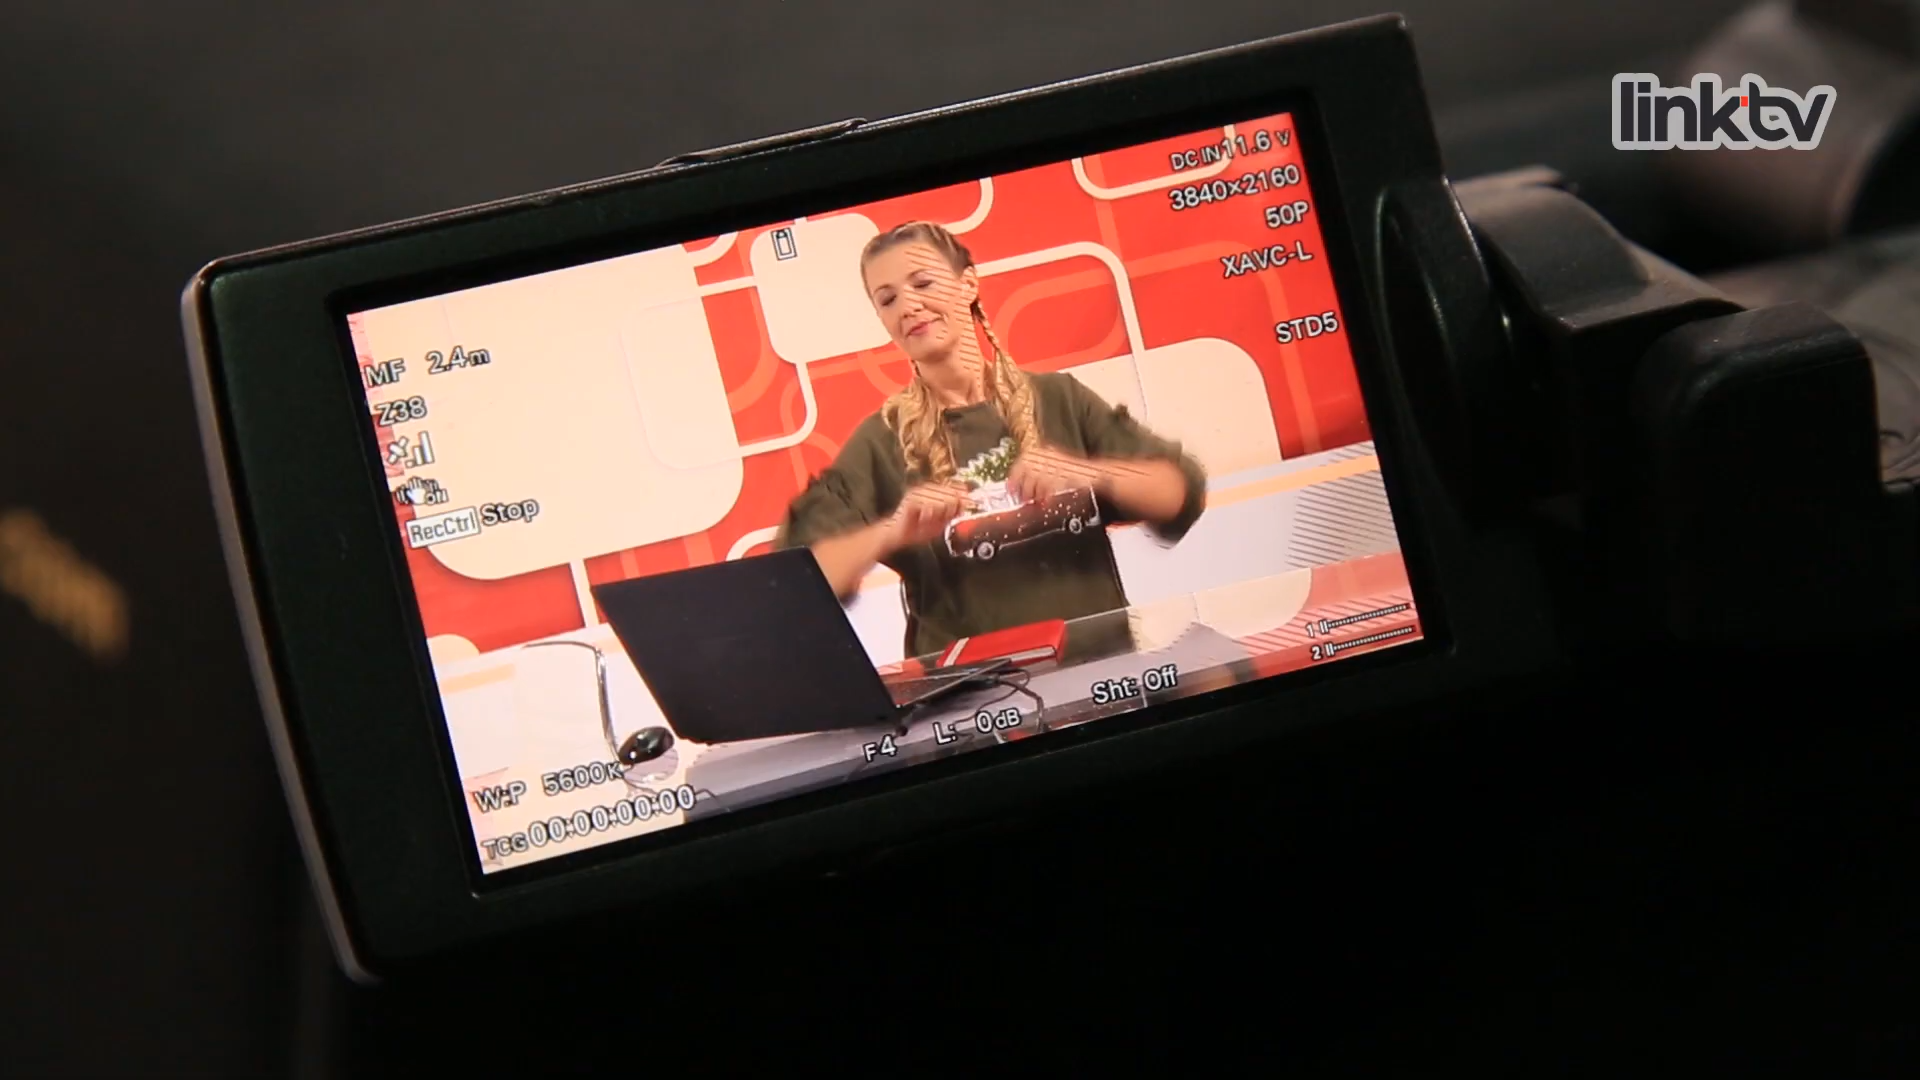 linktv
DC IN 11.6 V
3840×2160
50P
XAVC-L
STD5
MF 2.4m
Z38
ON
RecCtrl Stop
1
2
Sht: Off
F4 L: 0dB
W:P 5600K
TCG 00:00:00:00